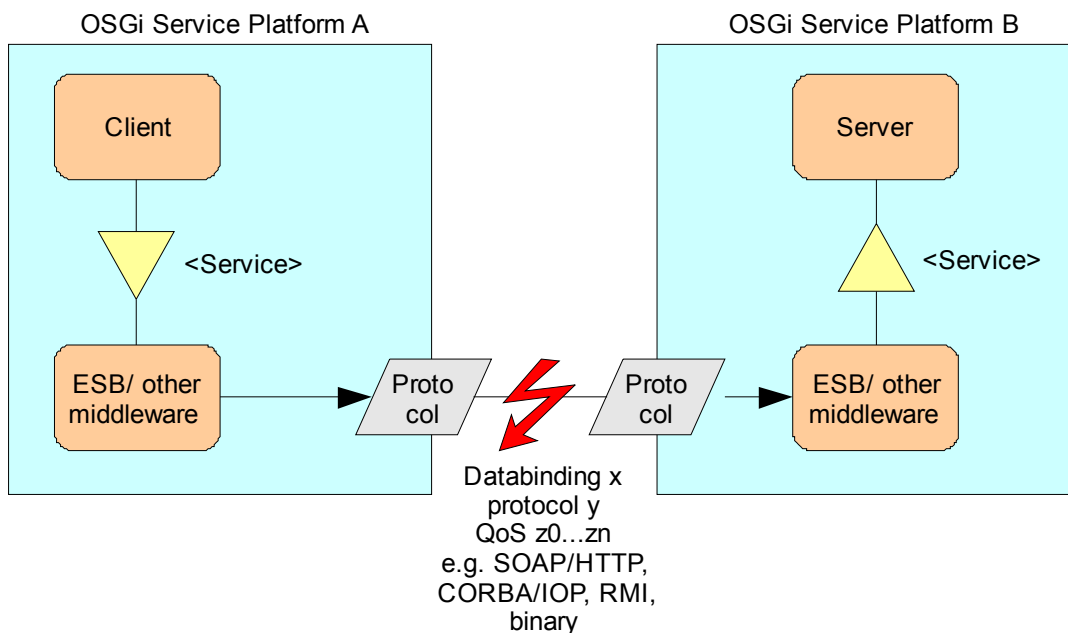 OSGi Service Platform A
OSGi Service Platform B
Client
Server
<Service>
<Service>
ESB/ other
middleware
Proto
col
Proto
col
ESB/ other
middleware
Databinding x
protocol y
QoS z0...zn
e.g. SOAP/HTTP,
CORBA/IOP, RMI,
binary